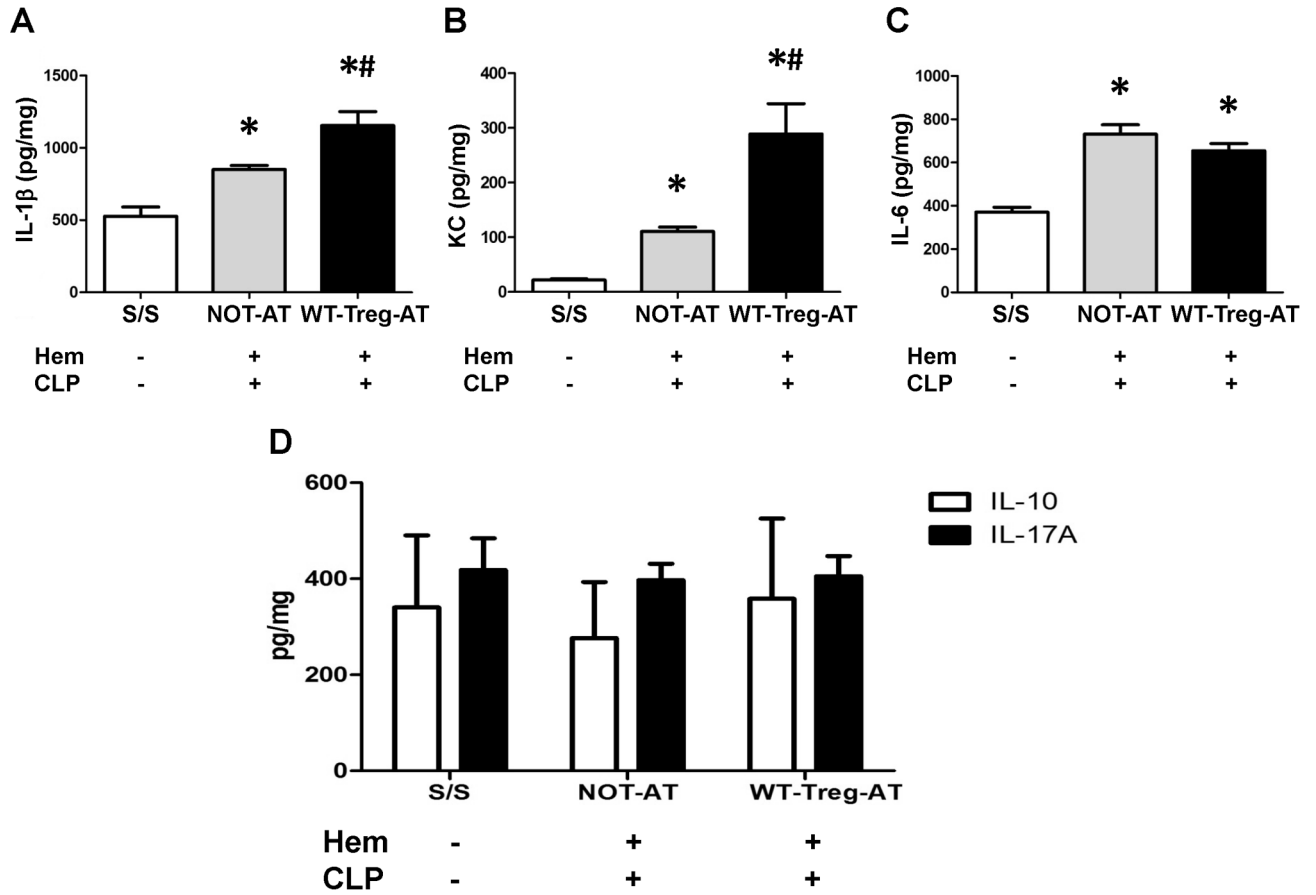 A
IL-1β (pg/mg)
1500
1000
500
0
*
*#
S/S NOT-AT WT-Treg-AT
Hem - + +
CLP - + +
B
KC (pg/mg)
400
300
200
100
0
*
*#
S/S NOT-AT WT-Treg-AT
Hem - + +
CLP - + +
C
IL-6 (pg/mg)
1000
800
600
400
200
0
*
*
S/S NOT-AT WT-Treg-AT
Hem - + +
CLP - + +
D
pg/mg
600
400
200
0
IL-10
IL-17A
S/S NOT-AT WT-Treg-AT
Hem - + +
CLP - + +